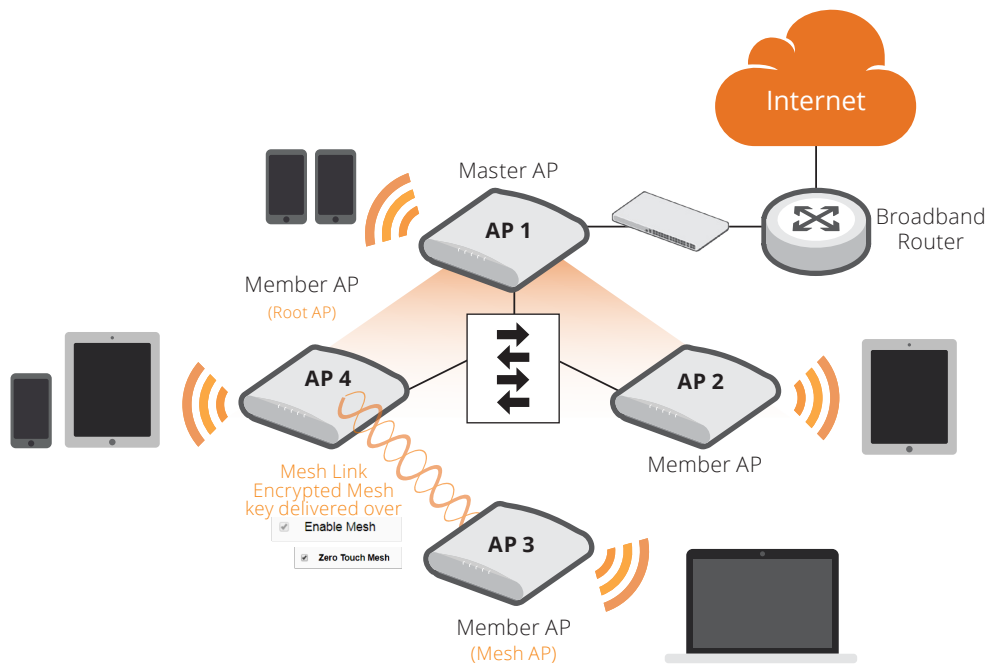 Internet
Master AP
AP 1
Broadband
Router
Member AP
(Root AP)
AP 4
AP 2
Member AP
Mesh Link
Encrypted Mesh
key delivered over
Enable Mesh
Zero Touch Mesh
AP 3
Member AP
(Mesh AP)